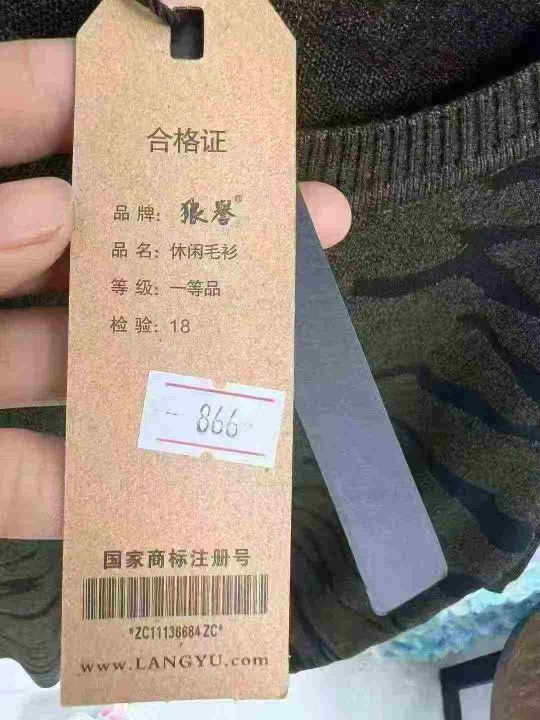 合格证
品牌：狼誉®
品名：休闲毛衫
等级：一等品
检验：18
-866-
国家商标注册号
*ZC11136684ZC*
www.LANGYU.com